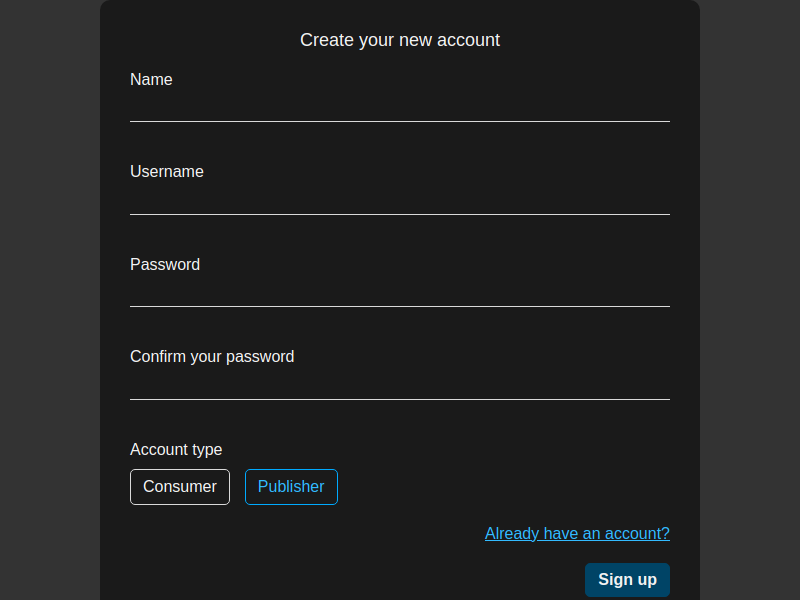 Create your new account
Name
Username
Password
Confirm your password
Account type
Consumer Publisher
Already have an account?
Sign up